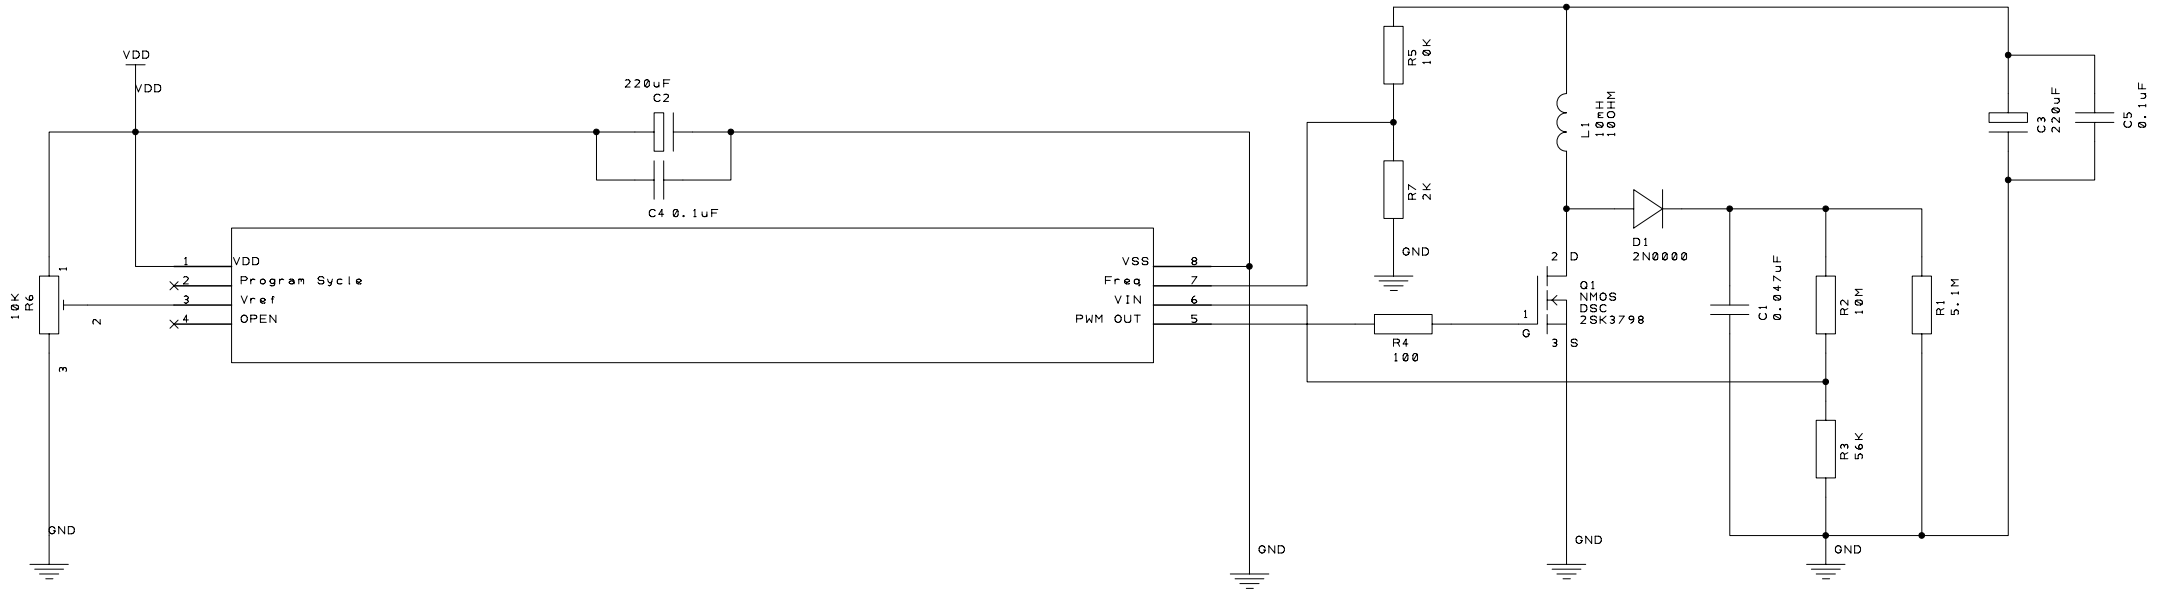 VDD
VDD
220uF
C2
C4 0.1uF
R5
10K
R7
2K
GND
L1
10mH
10OHM
C3
220uF
C5
0.1uF
1
VDD
2
Program Sycle
3
Vref
4
OPEN
VSS
8
Freq
7
VIN
6
PWM OUT
5
10K
R6
1
2
3
GND
R4
100
2 D
1
G
3 S
Q1
NMOS
DSC
2SK3798
D1
2N0000
C1
0.047uF
R2
10M
R1
5.1M
R3
56K
GND
GND
GND